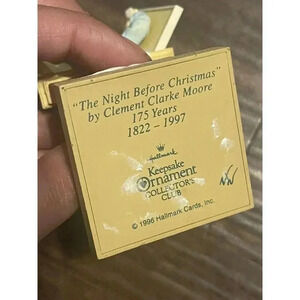 "The Night Before Christmas"
by Clement Clarke Moore
175 Years
1822 – 1997
Hallmark
Keepsake
Ornament
COLLECTOR'S
CLUB
© 1996 Hallmark Cards, Inc.